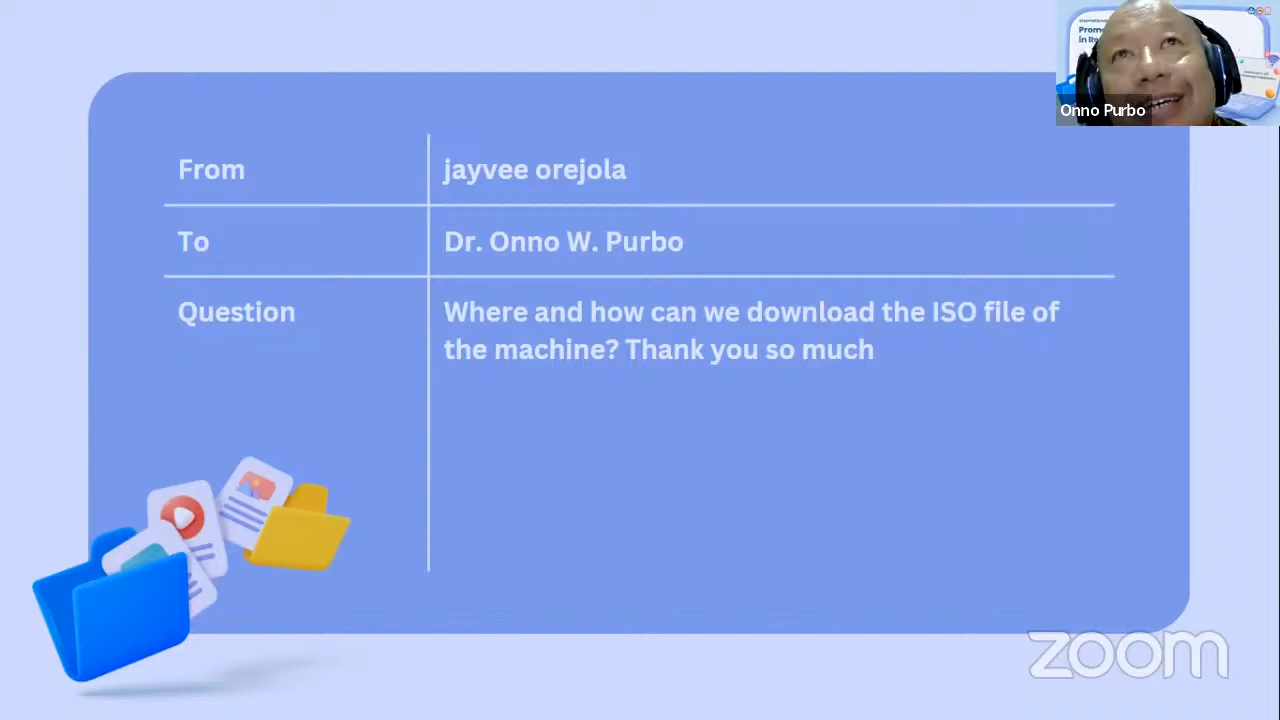 From
jayvee orejola
To
Dr. Onno W. Purbo
Question
Where and how can we download the ISO file of
the machine? Thank you so much
Onno Purbo
zoom